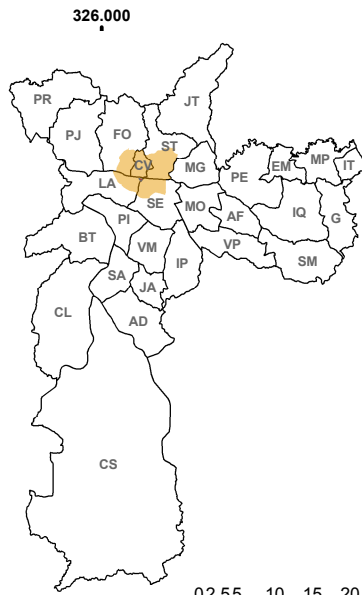 326.000
JT
PR
PJ
FO
ST
CV
MG
LA
PE
EM
MP
IT
SE
MO
AF
IQ
G
PI
BT
VM
VP
IP
SM
SA
JA
CL
AD
CS
0 2.5 5 10 15 20